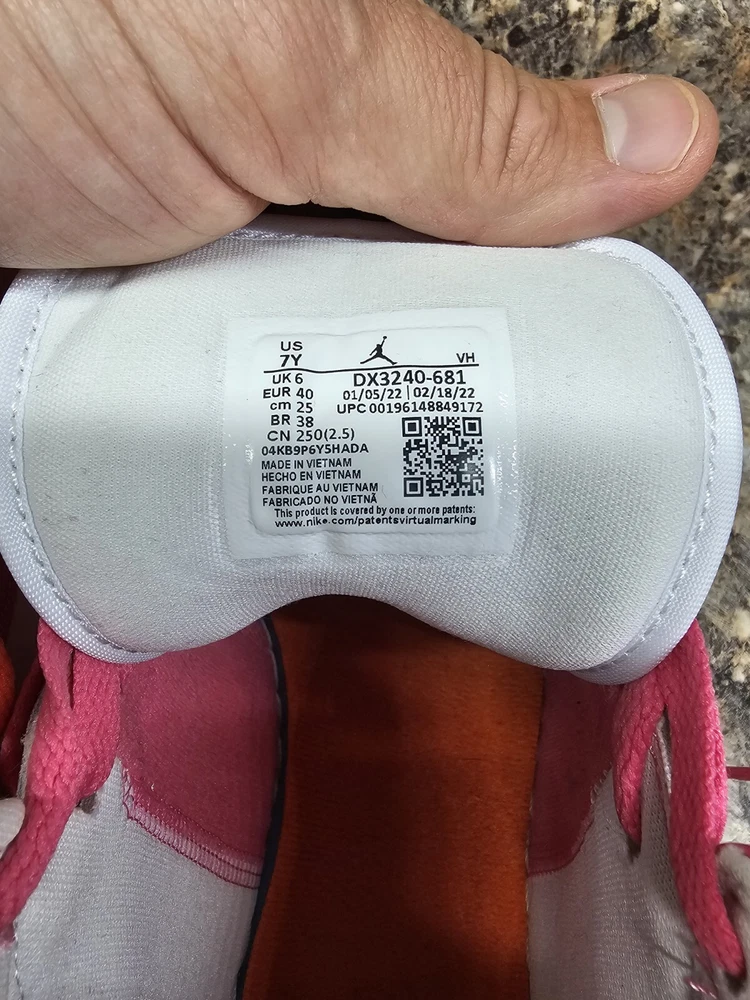 US
7Y
VH
UK 6
DX3240-681
EUR 40
01/05/22 | 02/18/22
cm 25
UPC 00196148849172
BR 38
CN 250(2.5)
04KB9P6Y5HADA
MADE IN VIETNAM
HECHO EN VIETNAM
FABRIQUE AU VIETNAM
FABRICADO NO VIETNÃ
This product is covered by one or more patents:
www.nike.com/patentsvirtualmarking